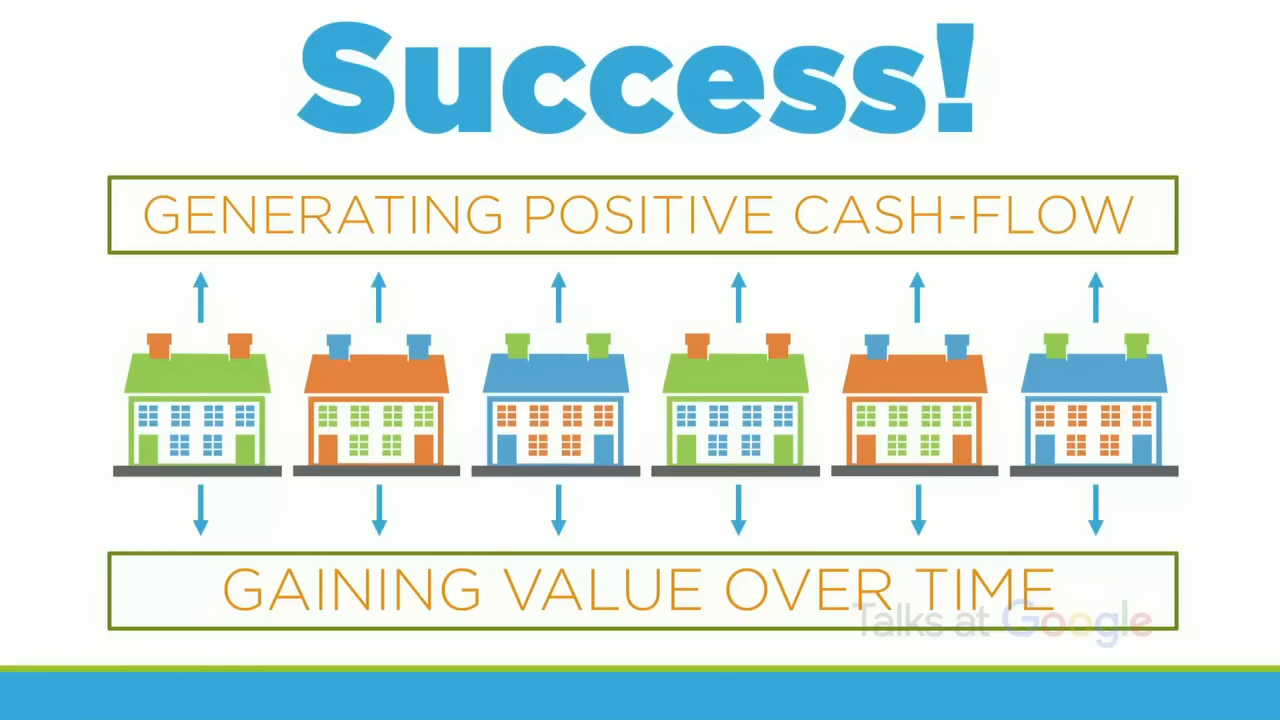 Success!
GENERATING POSITIVE CASH-FLOW
GAINING VALUE OVER TIME
Talks at Google